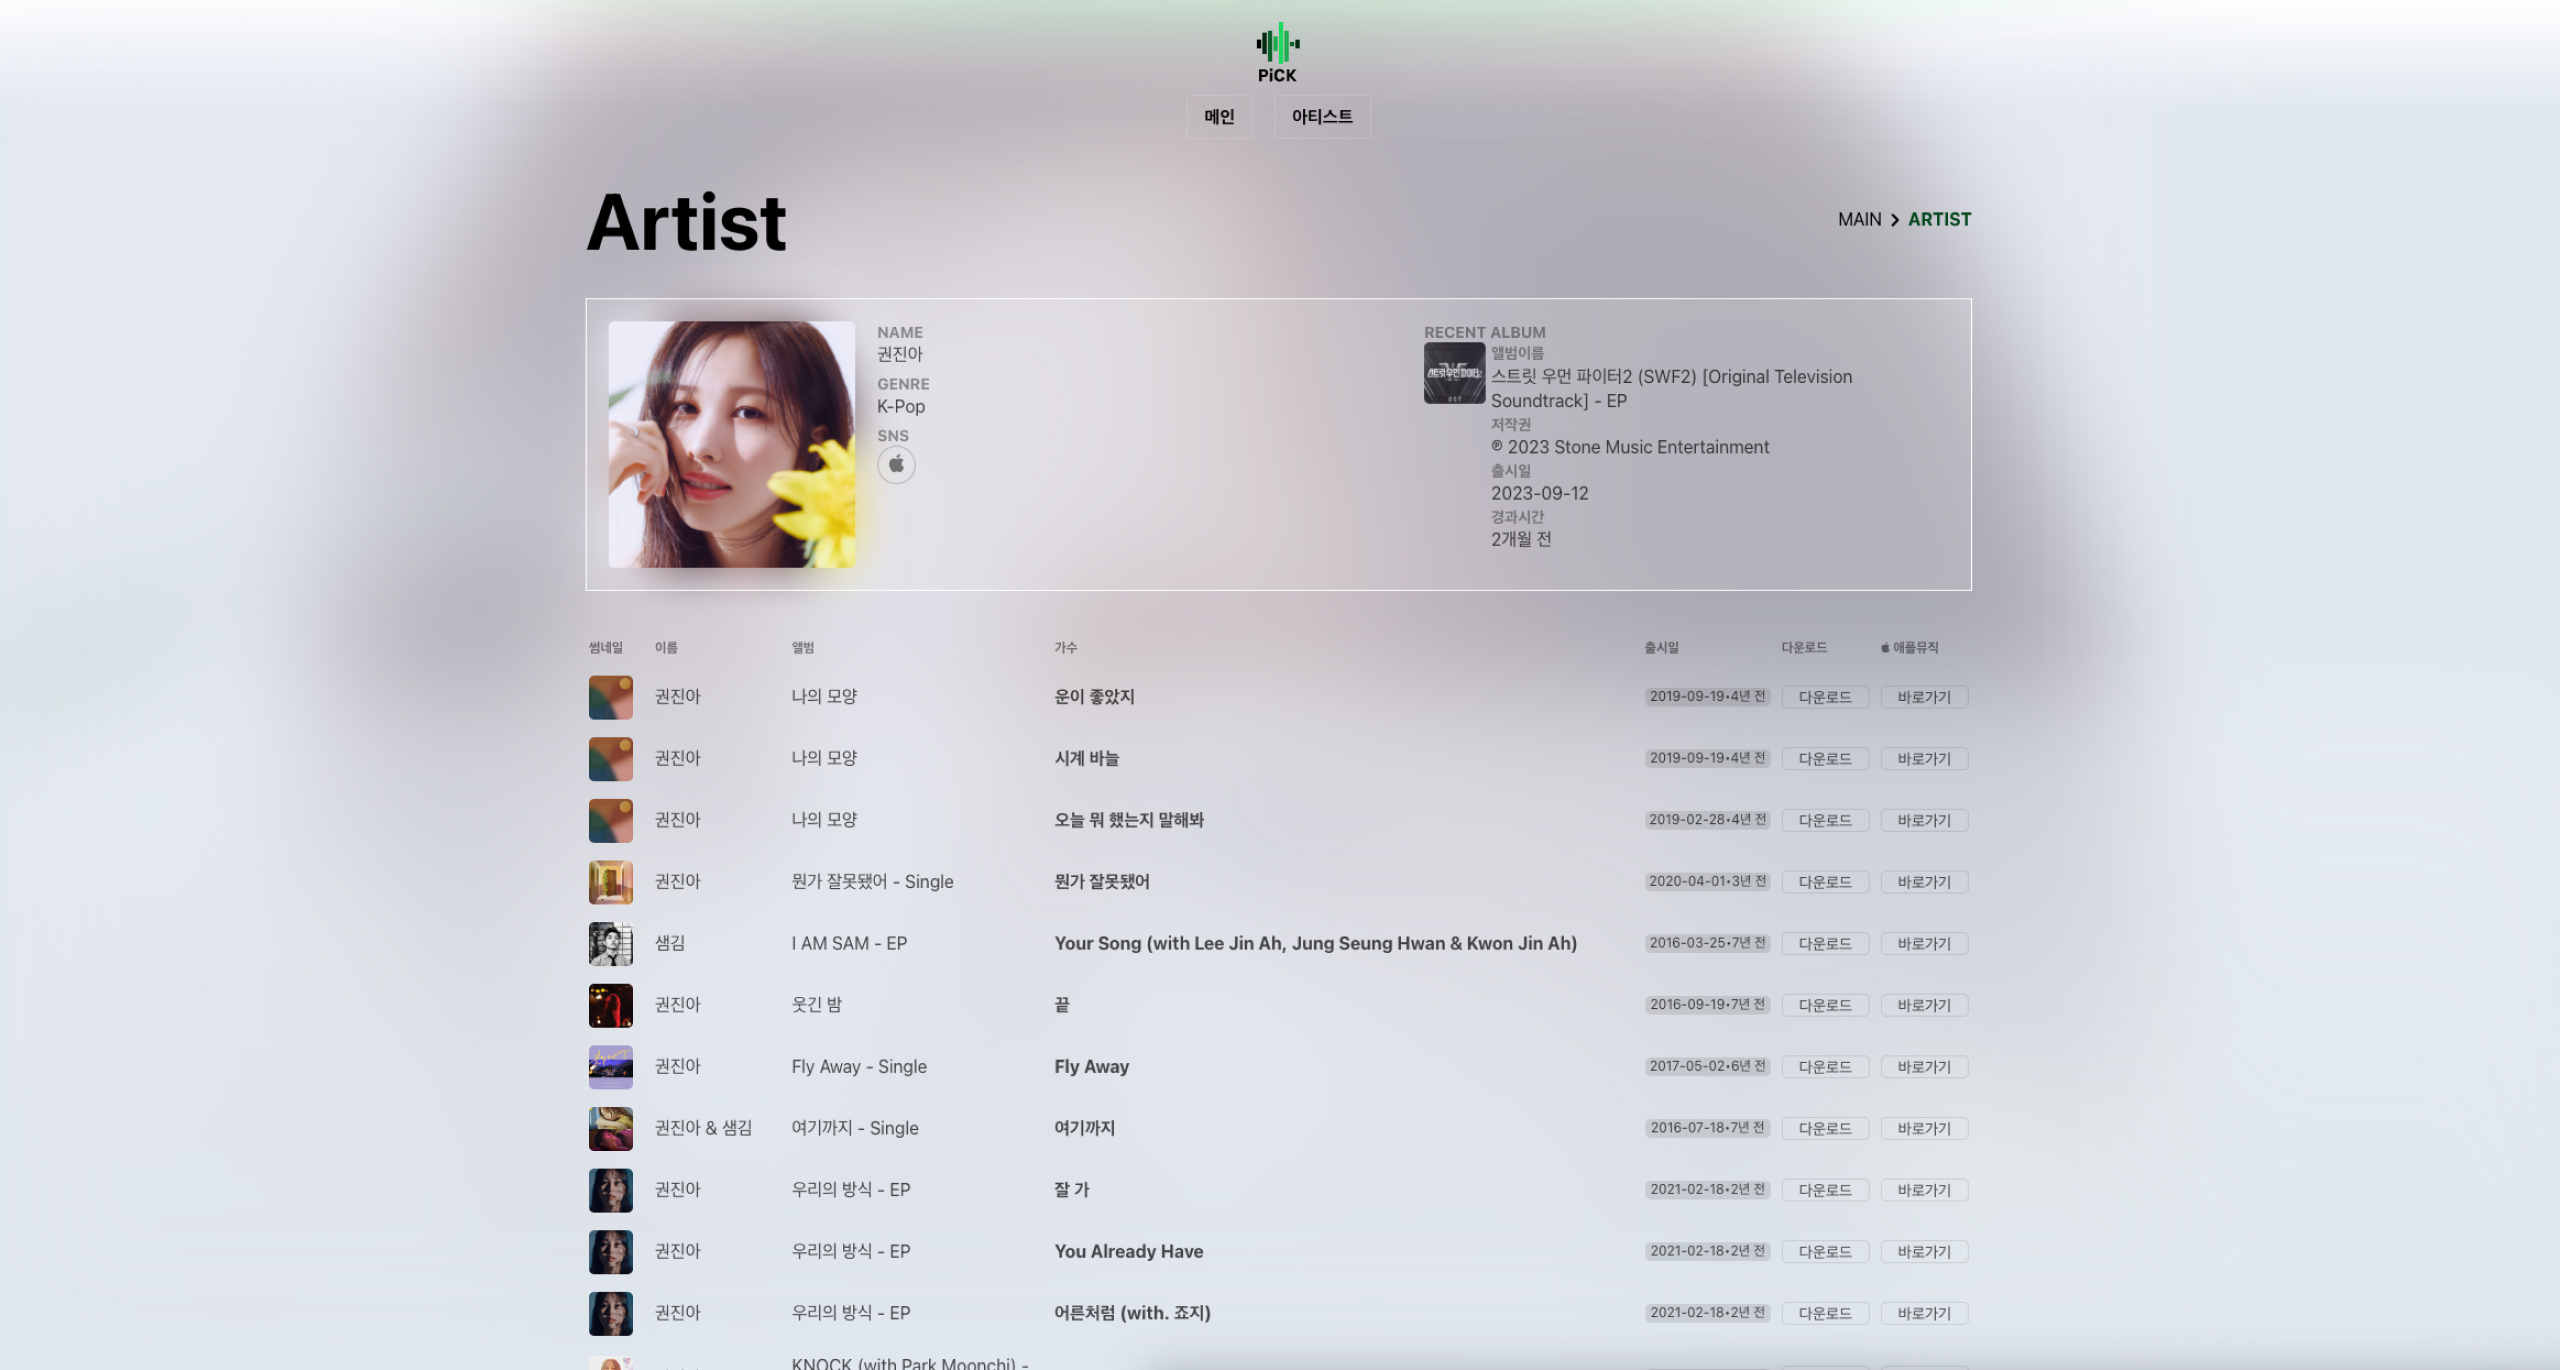 PiCK
메인 아티스트
Artist
MAIN > ARTIST
NAME
권진아
GENRE
K-Pop
SNS
RECENT ALBUM
스트릿 우먼 파이터
OST
앨범이름
스트릿 우먼 파이터2 (SWF2) [Original Television
Soundtrack] - EP
저작권
℗ 2023 Stone Music Entertainment
출시일
2023-09-12
경과시간
2개월 전
썸네일 이름 앨범 가수 출시일 다운로드 애플뮤직
권진아 나의 모양 운이 좋았지 2019-09-19•4년 전 다운로드 바로가기
권진아 나의 모양 시계 바늘 2019-09-19•4년 전 다운로드 바로가기
권진아 나의 모양 오늘 뭐 했는지 말해봐 2019-02-28•4년 전 다운로드 바로가기
권진아 뭔가 잘못됐어 - Single 뭔가 잘못됐어 2020-04-01•3년 전 다운로드 바로가기
샘김 I AM SAM - EP Your Song (with Lee Jin Ah, Jung Seung Hwan & Kwon Jin Ah) 2016-03-25•7년 전 다운로드 바로가기
권진아 웃긴 밤 끝 2016-09-19•7년 전 다운로드 바로가기
권진아 Fly Away - Single Fly Away 2017-05-02•6년 전 다운로드 바로가기
권진아 & 샘김 여기까지 - Single 여기까지 2016-07-18•7년 전 다운로드 바로가기
권진아 우리의 방식 - EP 잘 가 2021-02-18•2년 전 다운로드 바로가기
권진아 우리의 방식 - EP You Already Have 2021-02-18•2년 전 다운로드 바로가기
권진아 우리의 방식 - EP 어른처럼 (with. 죠지) 2021-02-18•2년 전 다운로드 바로가기
KNOCK (with Park Moonchi) -